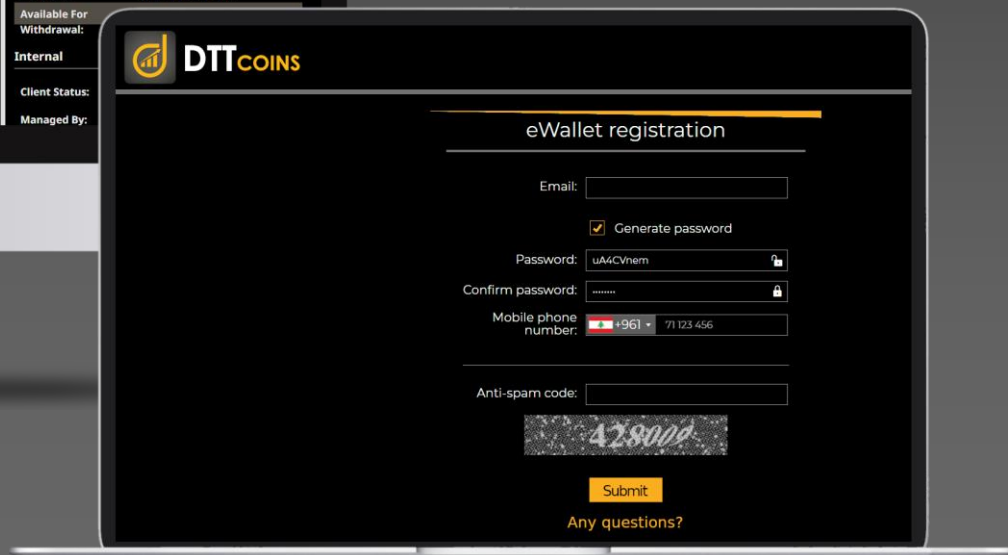 Available For
Withdrawal:
Internal
Client Status:
Managed By:
DTTCOINS
eWallet registration
Email:
Generate password
Password: uA4CVnem
Confirm password: ········
Mobile phone
number: +961 71 123 456
Anti-spam code:
428009
Submit
Any questions?